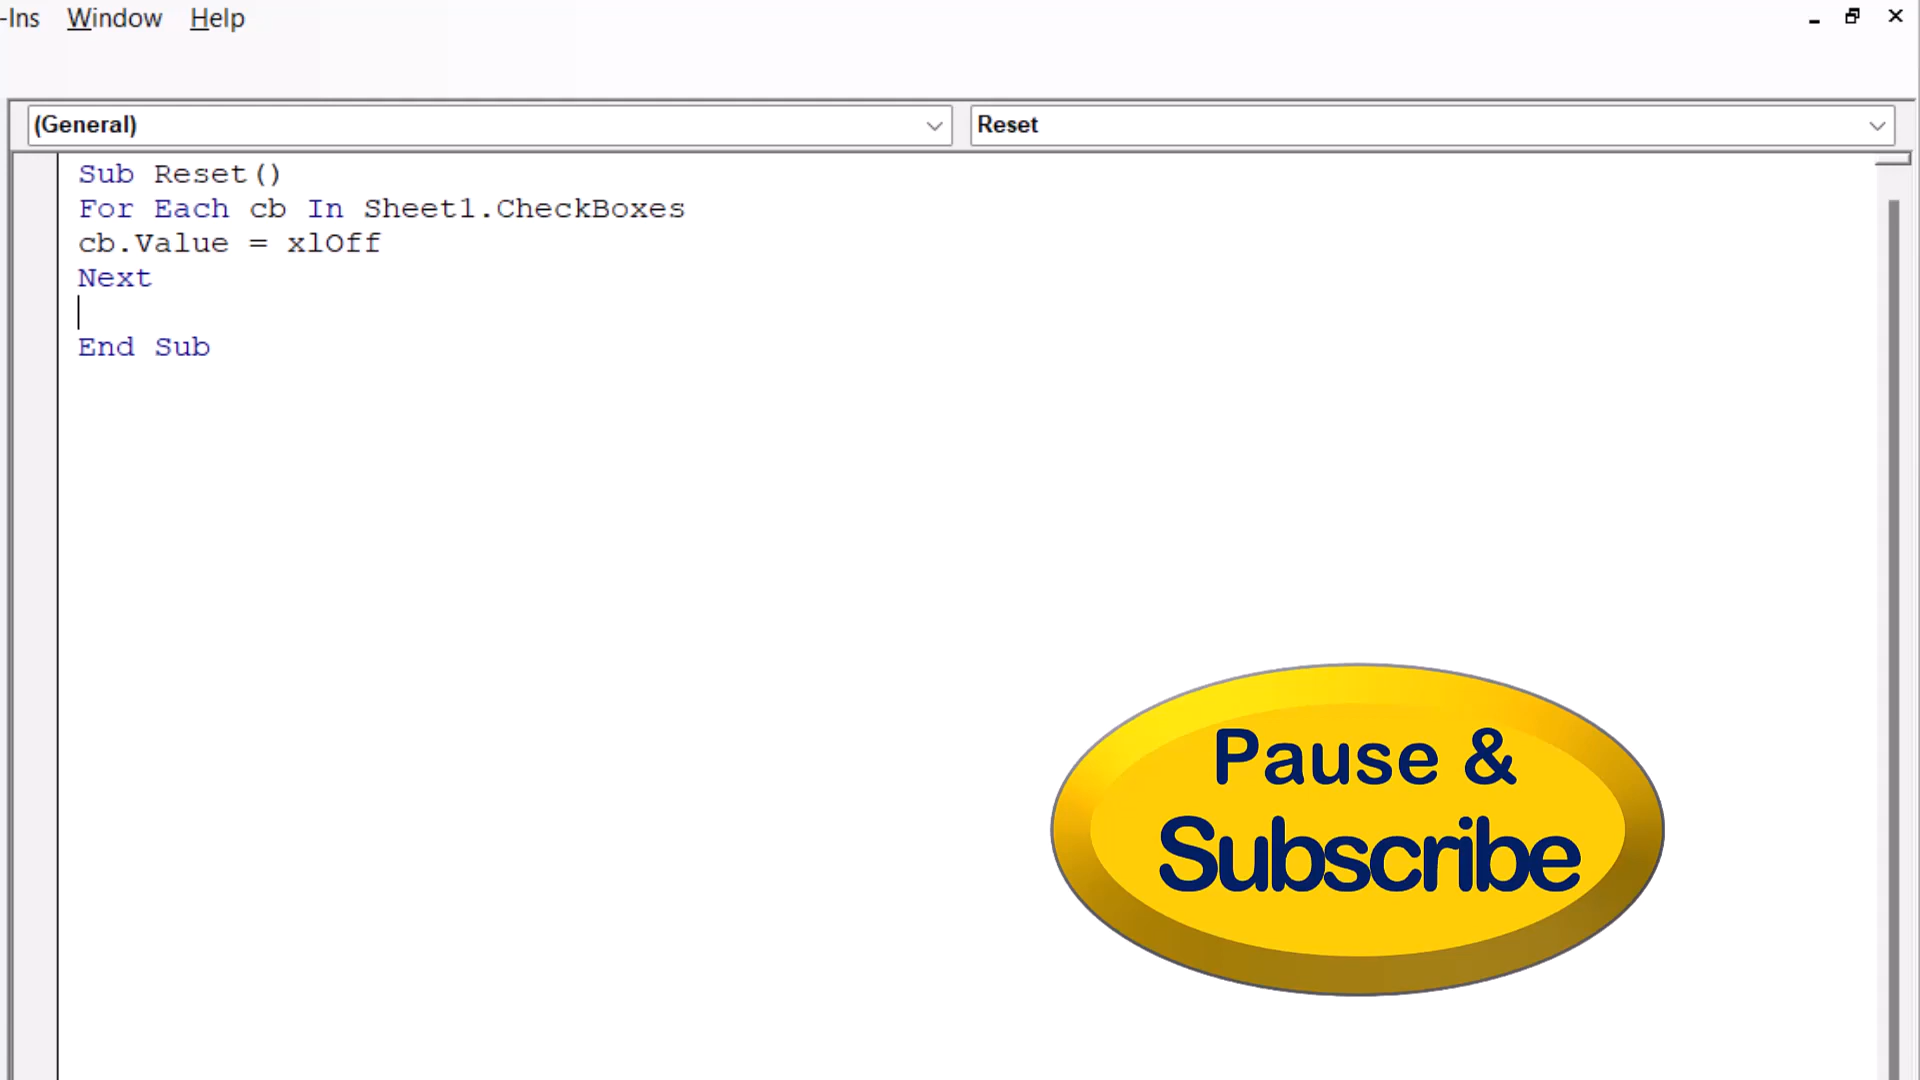 -Ins Window Help
(General) Reset
Sub Reset()
For Each cb In Sheet1.CheckBoxes
cb.Value = xlOff
Next
End Sub
Pause &
Subscribe